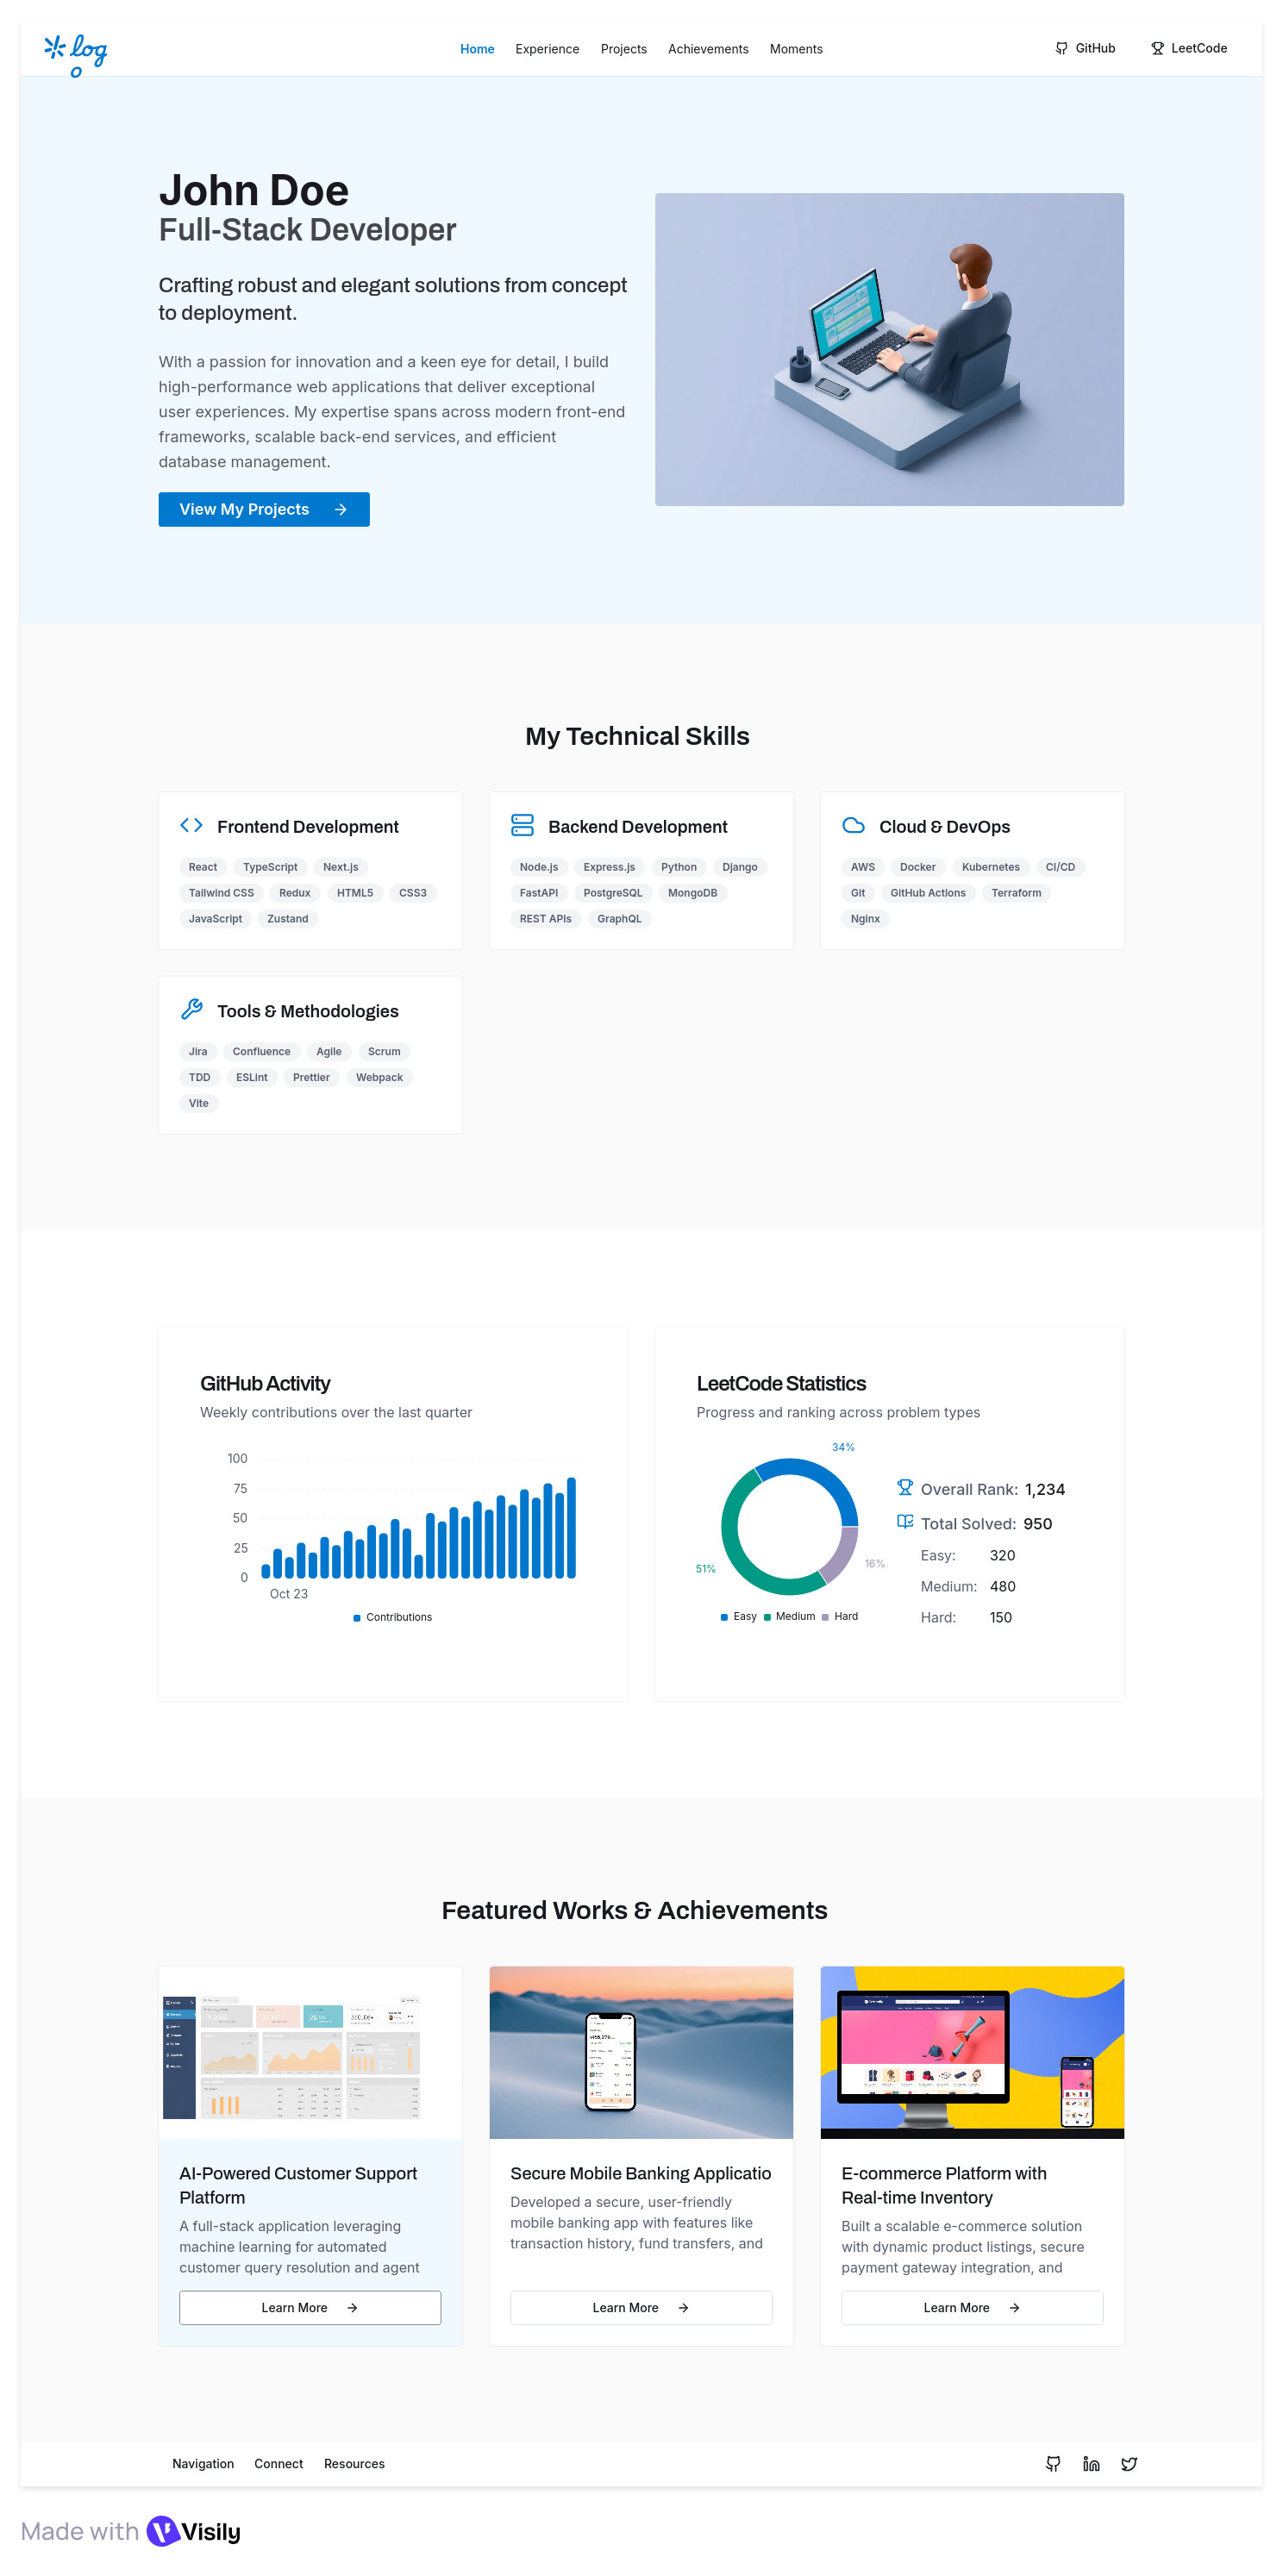 logo
Home Experience Projects Achievements Moments
GitHub LeetCode
John Doe
Full-Stack Developer
Crafting robust and elegant solutions from concept
to deployment.
With a passion for innovation and a keen eye for detail, I build
high-performance web applications that deliver exceptional
user experiences. My expertise spans across modern front-end
frameworks, scalable back-end services, and efficient
database management.
View My Projects
My Technical Skills
Frontend Development
React TypeScript Next.js
Tailwind CSS Redux HTML5 CSS3
JavaScript Zustand
Backend Development
Node.js Express.js Python Django
FastAPI PostgreSQL MongoDB
REST APIs GraphQL
Cloud & DevOps
AWS Docker Kubernetes CI/CD
Git GitHub Actions Terraform
Nginx
Tools & Methodologies
Jira Confluence Agile Scrum
TDD ESLint Prettier Webpack
Vite
GitHub Activity
Weekly contributions over the last quarter
100
75
50
25
0
Oct 23
Contributions
LeetCode Statistics
Progress and ranking across problem types
34%
51%
16%
Easy Medium Hard
Overall Rank: 1,234
Total Solved: 950
Easy: 320
Medium: 480
Hard: 150
Featured Works & Achievements
AI-Powered Customer Support
Platform
A full-stack application leveraging
machine learning for automated
customer query resolution and agent
Learn More
Secure Mobile Banking Applicatio
Developed a secure, user-friendly
mobile banking app with features like
transaction history, fund transfers, and
Learn More
E-commerce Platform with
Real-time Inventory
Built a scalable e-commerce solution
with dynamic product listings, secure
payment gateway integration, and
Learn More
Navigation Connect Resources
Made with Visily